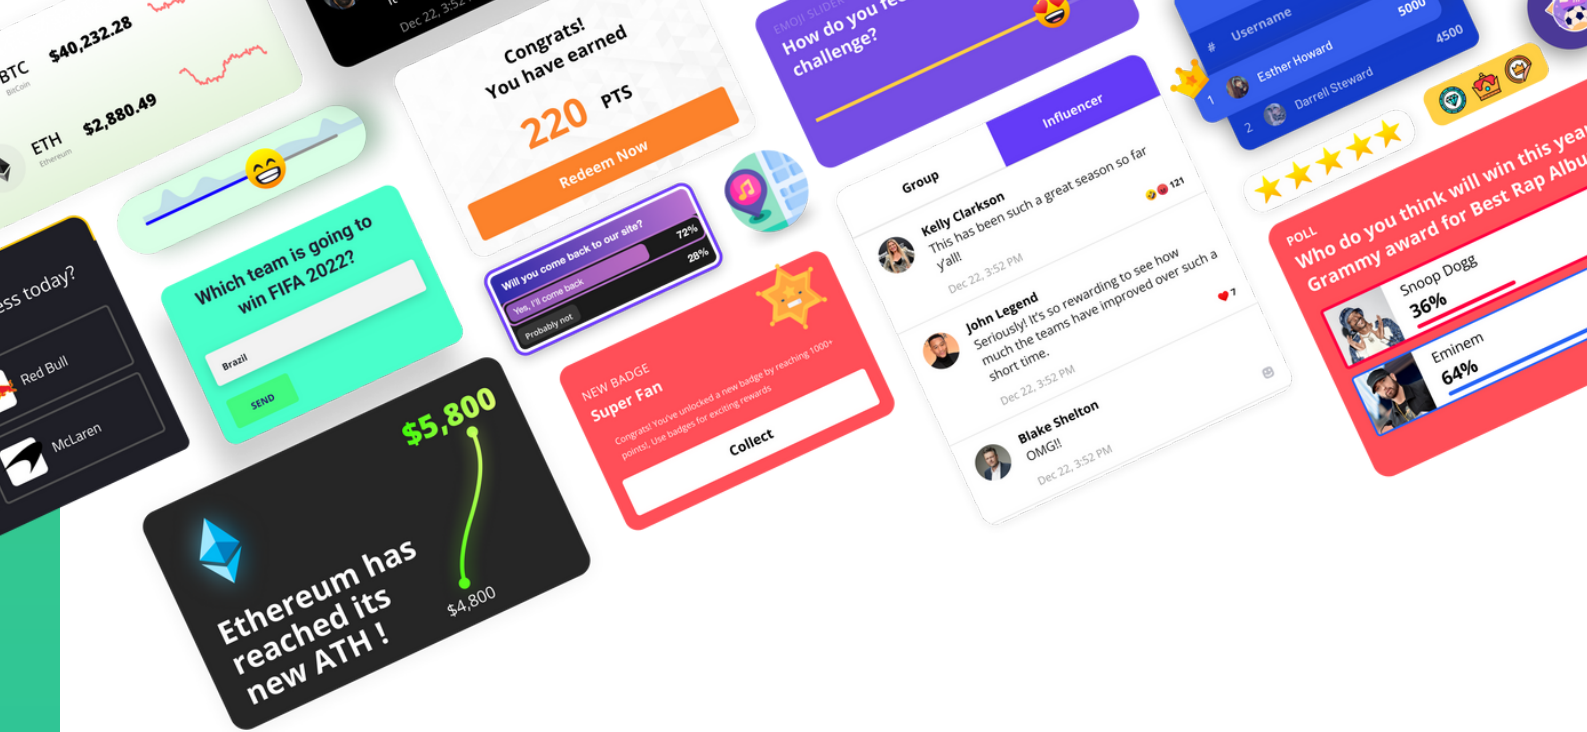 BTC
BitCoin
$40,232.28
ETH
Ethereum
$2,880.49
Dec 22, 3:52
Congrats!
You have earned
220 PTS
Redeem Now
EMOJI SLIDER
How do you
challenge?
# Username
5000
1 Esther Howard
4500
2 Darrell Steward
Group
Influencer
Kelly Clarkson
This has been such a great season so far
y'all!
121
Dec 22, 3:52 PM
John Legend
Seriously! It's so rewarding to see how
much the teams have improved over such a
short time.
7
Dec 22, 3:52 PM
Blake Shelton
OMG!!
Dec 22, 3:52 PM
POLL
Who do you think will win this year
Grammy award for Best Rap
Snoop Dogg
36%
Eminem
64%
Which team is going to
win FIFA 2022?
Brazil
SEND
Will you come back to our site?
Yes, I'll come back
72%
Probably not
28%
today?
Red Bull
McLaren
NEW BADGE
Super Fan
Congrats! You've unlocked a new badge by reaching 1000+
points!. Use badges for exciting rewards
Collect
$5,800
$4,800
Ethereum has
reached its
new ATH !